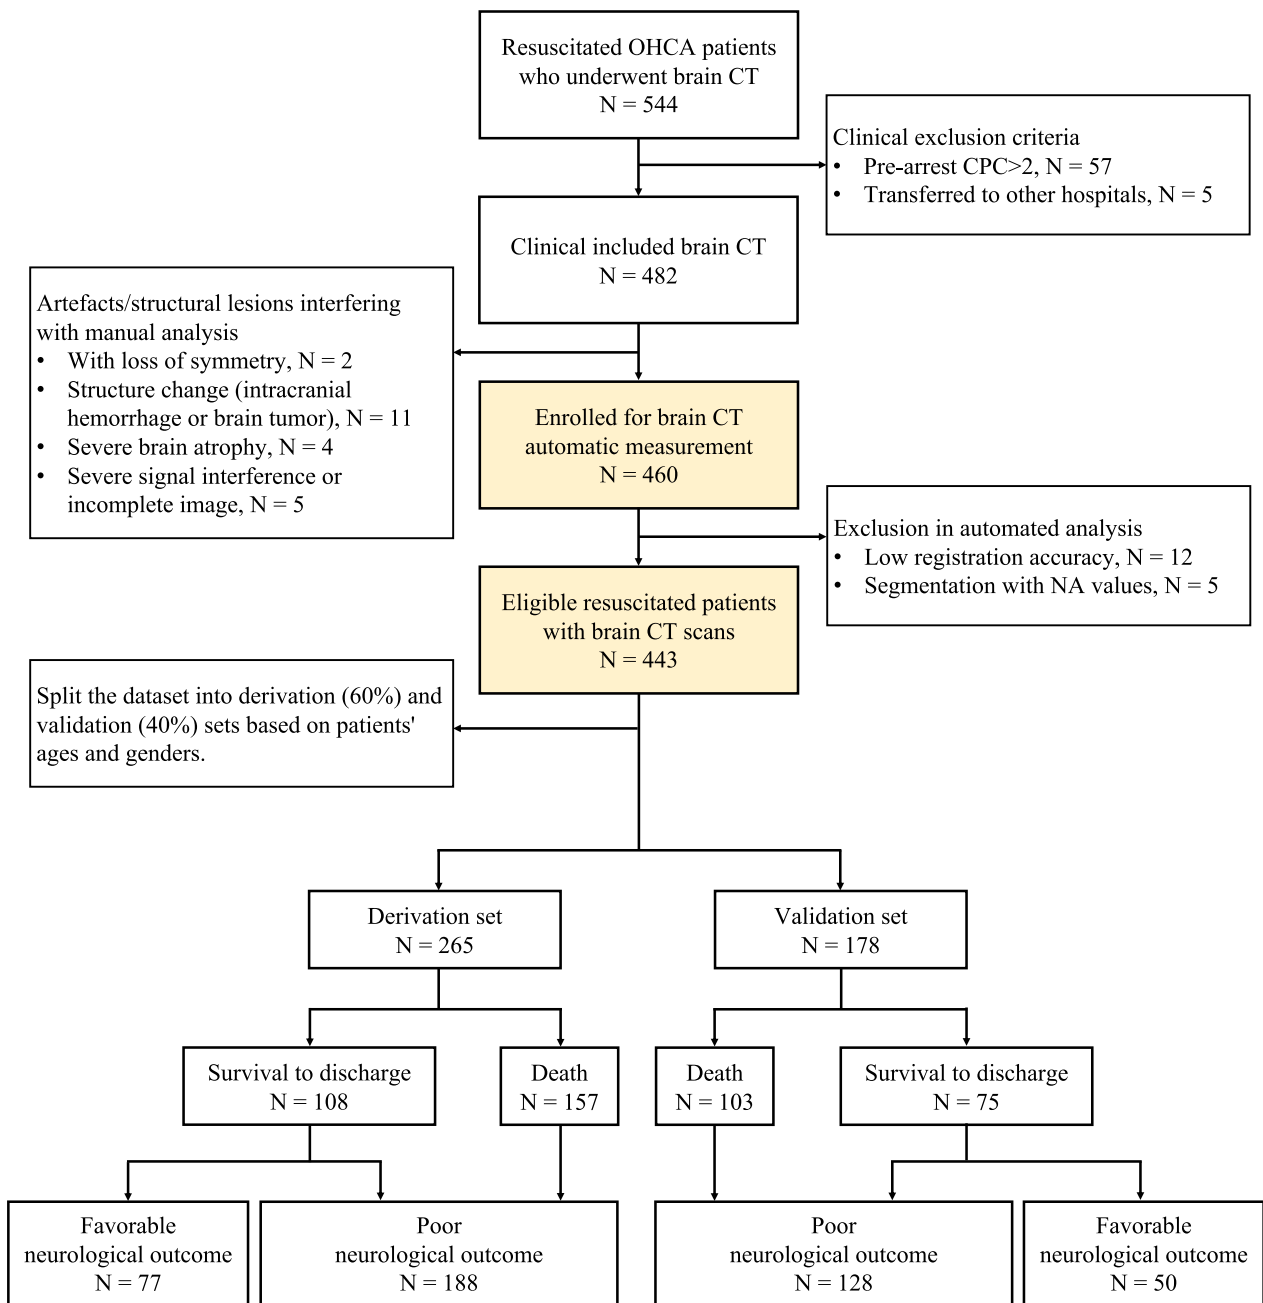 Resuscitated OHCA patients
who underwent brain CT
N = 544
Clinical exclusion criteria
• Pre-arrest CPC>2, N = 57
• Transferred to other hospitals, N = 5
Clinical included brain CT
N = 482
Artefacts/structural lesions interfering
with manual analysis
• With loss of symmetry, N = 2
• Structure change (intracranial
hemorrhage or brain tumor), N = 11
• Severe brain atrophy, N = 4
• Severe signal interference or
incomplete image, N = 5
Enrolled for brain CT
automatic measurement
N = 460
Exclusion in automated analysis
• Low registration accuracy, N = 12
• Segmentation with NA values, N = 5
Eligible resuscitated patients
with brain CT scans
N = 443
Split the dataset into derivation (60%) and
validation (40%) sets based on patients'
ages and genders.
Derivation set
N = 265
Validation set
N = 178
Survival to discharge
N = 108
Death
N = 157
Death
N = 103
Survival to discharge
N = 75
Favorable
neurological outcome
N = 77
Poor
neurological outcome
N = 188
Poor
neurological outcome
N = 128
Favorable
neurological outcome
N = 50